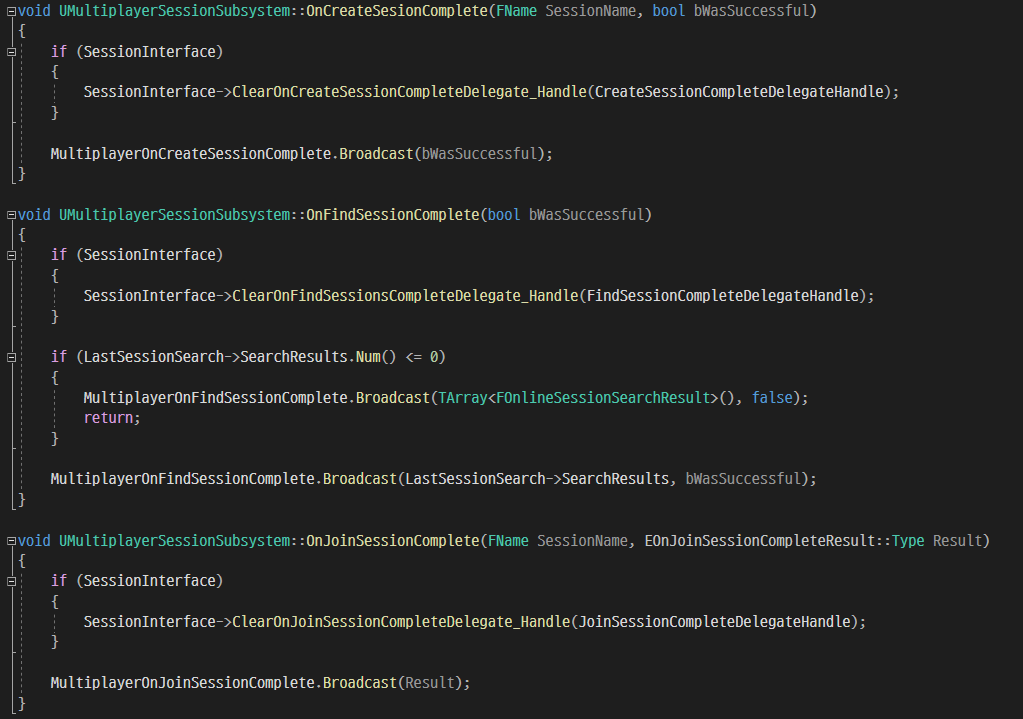 void UMultiplayerSessionSubsystem::OnCreateSesionComplete(FName SessionName, bool bWasSuccessful)
{
    if (SessionInterface)
    {
        SessionInterface->ClearOnCreateSessionCompleteDelegate_Handle(CreateSessionCompleteDelegateHandle);
    }

    MultiplayerOnCreateSessionComplete.Broadcast(bWasSuccessful);
}

void UMultiplayerSessionSubsystem::OnFindSessionComplete(bool bWasSuccessful)
{
    if (SessionInterface)
    {
        SessionInterface->ClearOnFindSessionsCompleteDelegate_Handle(FindSessionCompleteDelegateHandle);
    }

    if (LastSessionSearch->SearchResults.Num() <= 0)
    {
        MultiplayerOnFindSessionComplete.Broadcast(TArray<FOnlineSessionSearchResult>(), false);
        return;
    }

    MultiplayerOnFindSessionComplete.Broadcast(LastSessionSearch->SearchResults, bWasSuccessful);
}

void UMultiplayerSessionSubsystem::OnJoinSessionComplete(FName SessionName, EOnJoinSessionCompleteResult::Type Result)
{
    if (SessionInterface)
    {
        SessionInterface->ClearOnJoinSessionCompleteDelegate_Handle(JoinSessionCompleteDelegateHandle);
    }

    MultiplayerOnJoinSessionComplete.Broadcast(Result);
}